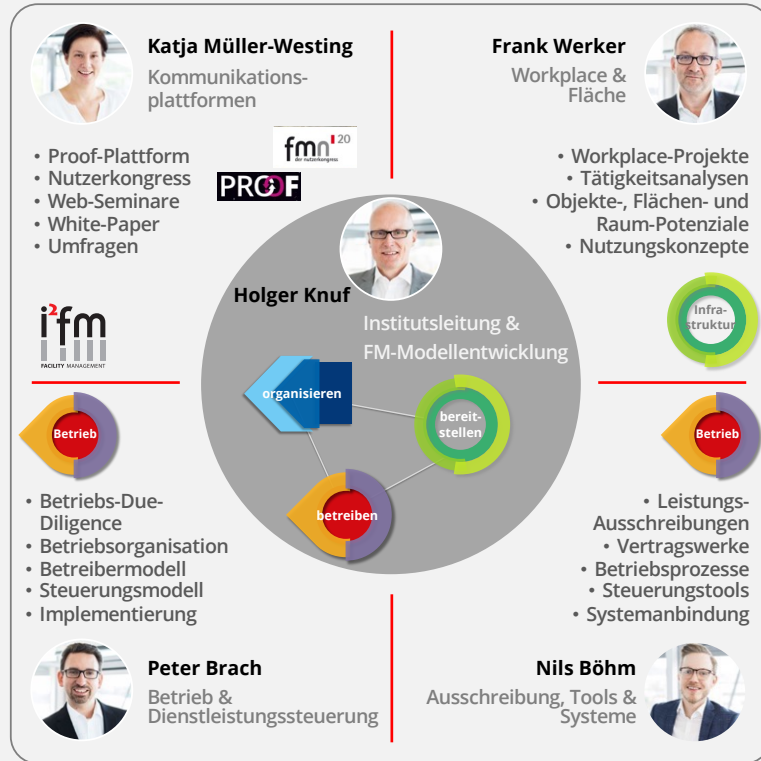 Katja Müller-Westing
Kommunikations-
plattformen
fmn'20
der nutzerkongress
PROOF
• Proof-Plattform
• Nutzerkongress
• Web-Seminare
• White-Paper
• Umfragen
Frank Werker
Workplace &
Fläche
• Workplace-Projekte
• Tätigkeitsanalysen
• Objekte-, Flächen- und
Raum-Potenziale
• Nutzungskonzepte
Holger Knuf
Institutsleitung &
FM-Modellentwicklung
organisieren
bereit-
stellen
betreiben
i²fm
FACILITY MANAGEMENT
Infra-
struktur
Betrieb
• Betriebs-Due-
Diligence
• Betriebsorganisation
• Betreibermodell
• Steuerungsmodell
• Implementierung
Peter Brach
Betrieb &
Dienstleistungssteuerung
Betrieb
• Leistungs-
Ausschreibungen
• Vertragswerke
• Betriebsprozesse
• Steuerungstools
• Systemanbindung
Nils Böhm
Ausschreibung, Tools &
Systeme